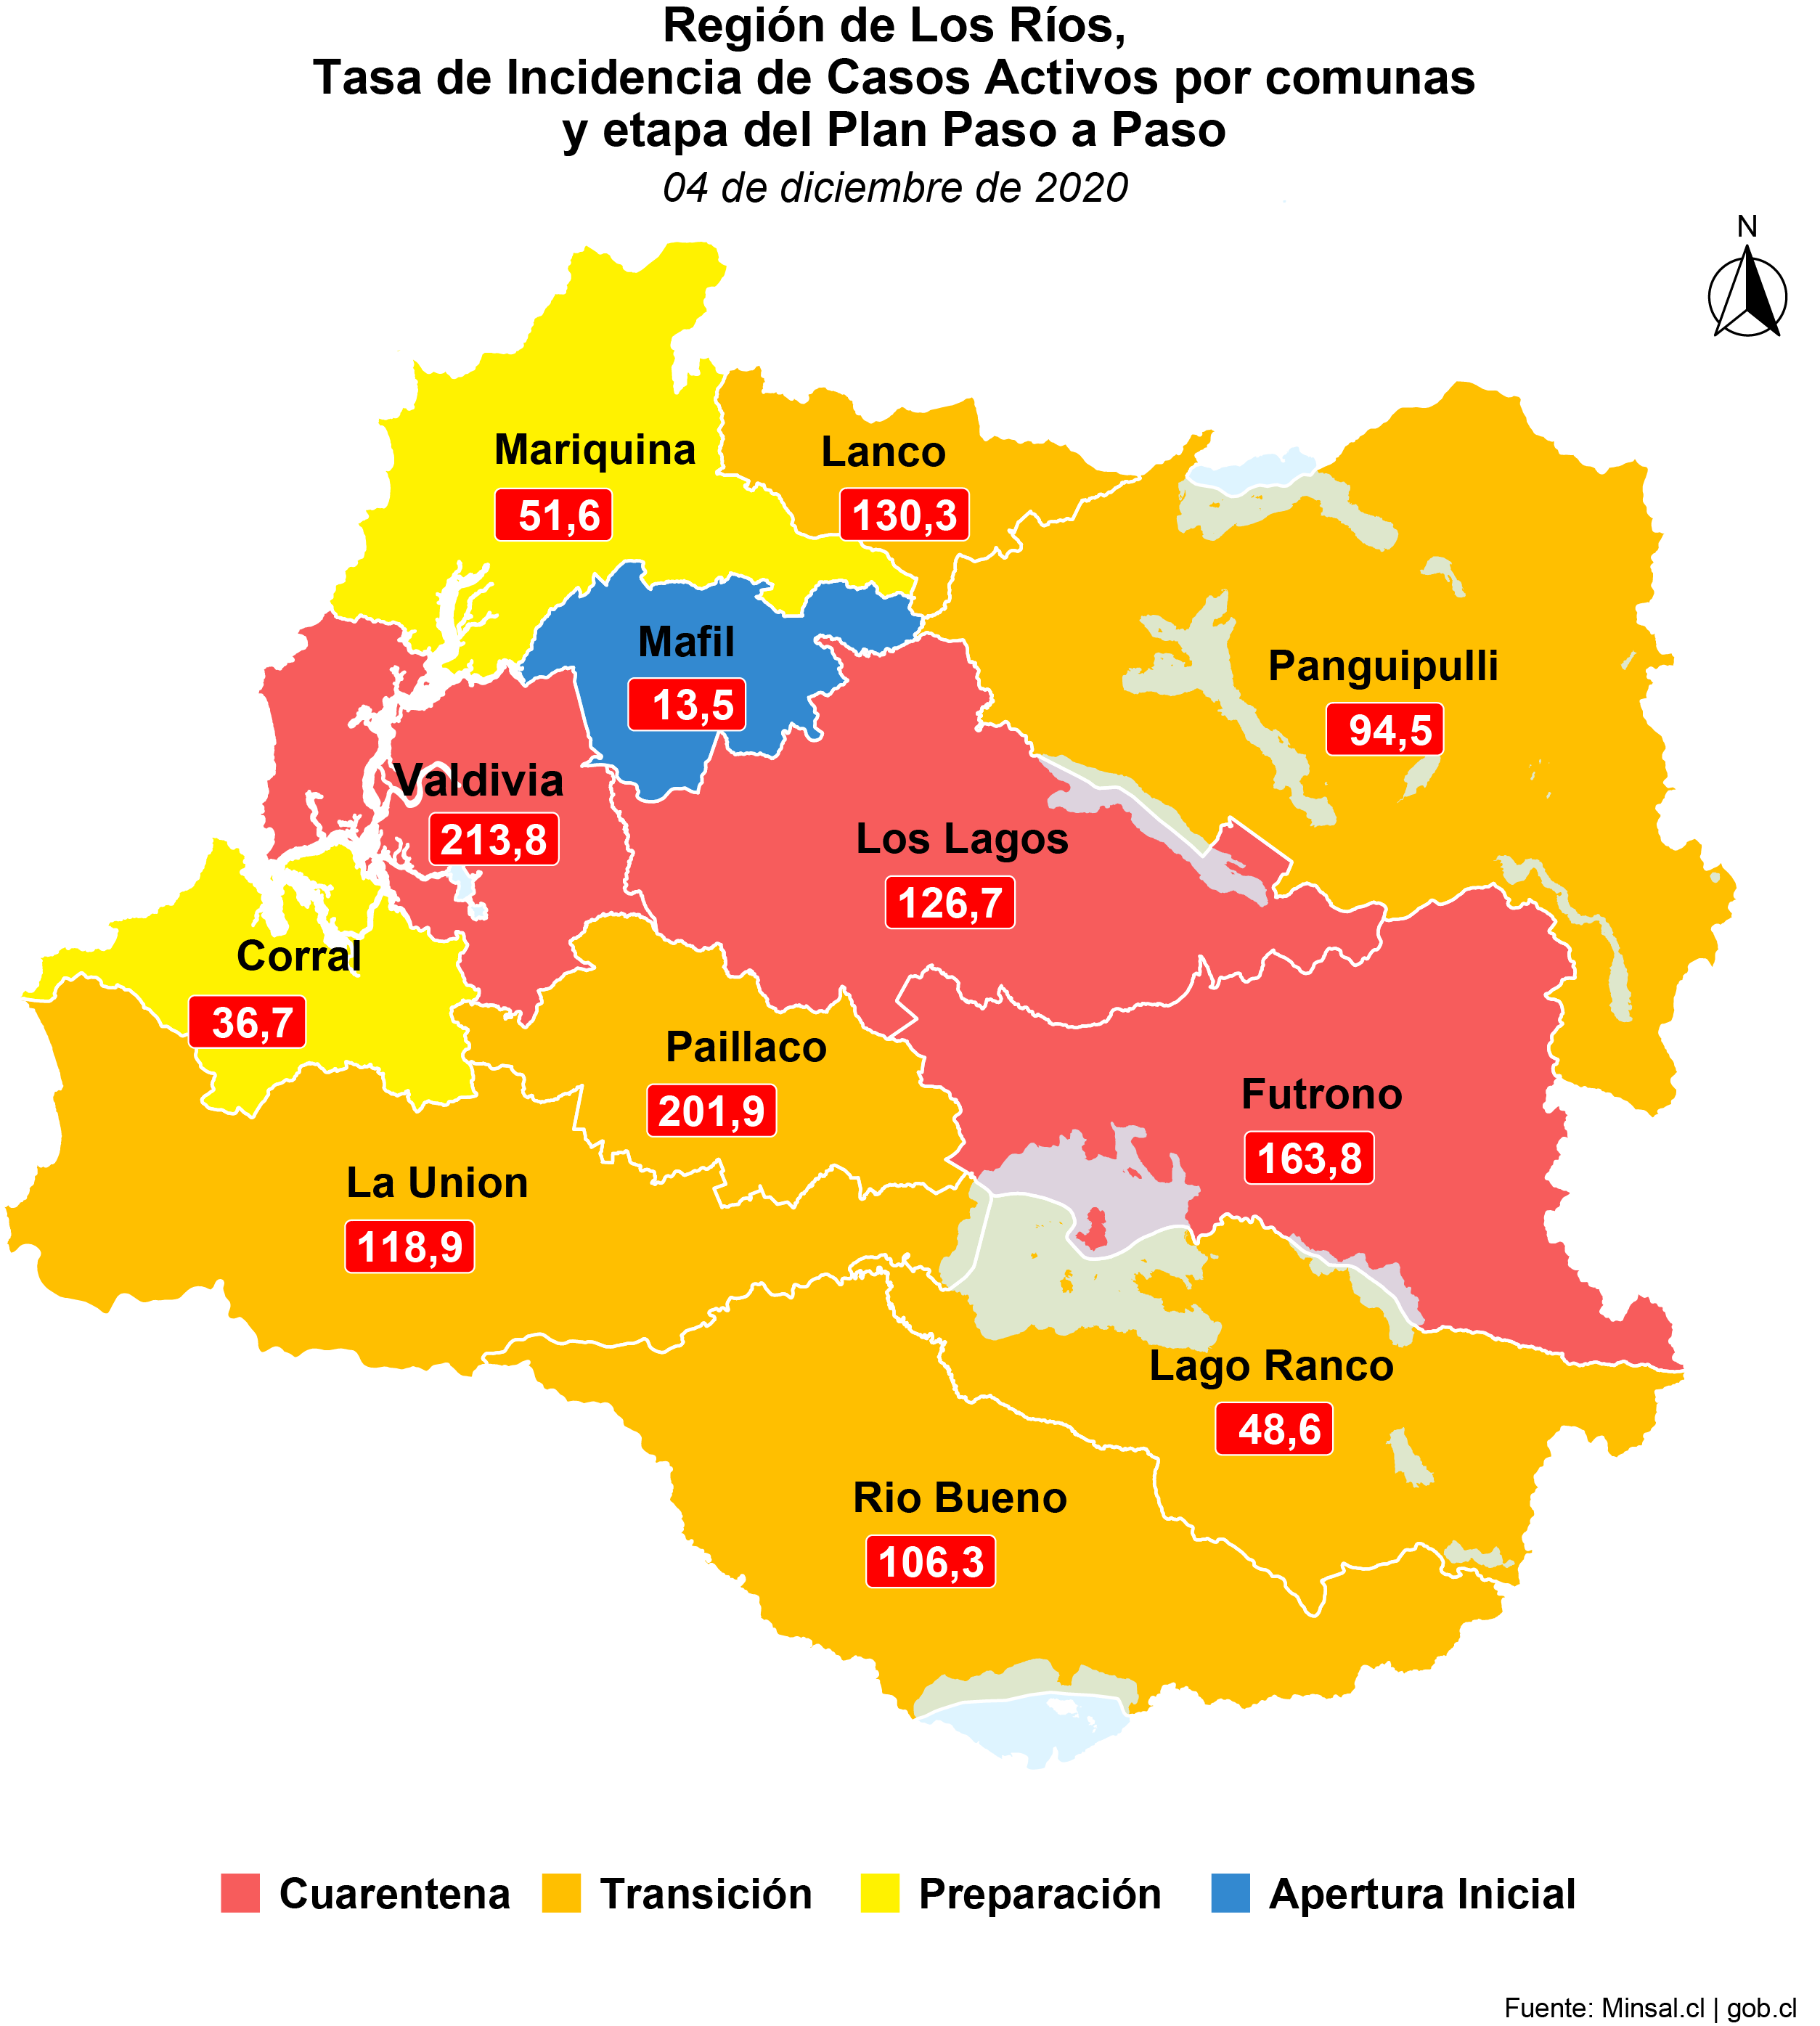 Región de Los Ríos,
Tasa de Incidencia de Casos Activos por comunas
y etapa del Plan Paso a Paso
04 de diciembre de 2020
N
Mariquina
51,6
Lanco
130,3
Mafil
13,5
Panguipulli
94,5
Valdivia
213,8
Los Lagos
126,7
Corral
36,7
Paillaco
201,9
Futrono
163,8
La Union
118,9
Lago Ranco
48,6
Rio Bueno
106,3
Cuarentena
Transición
Preparación
Apertura Inicial
Fuente: Minsal.cl | gob.cl